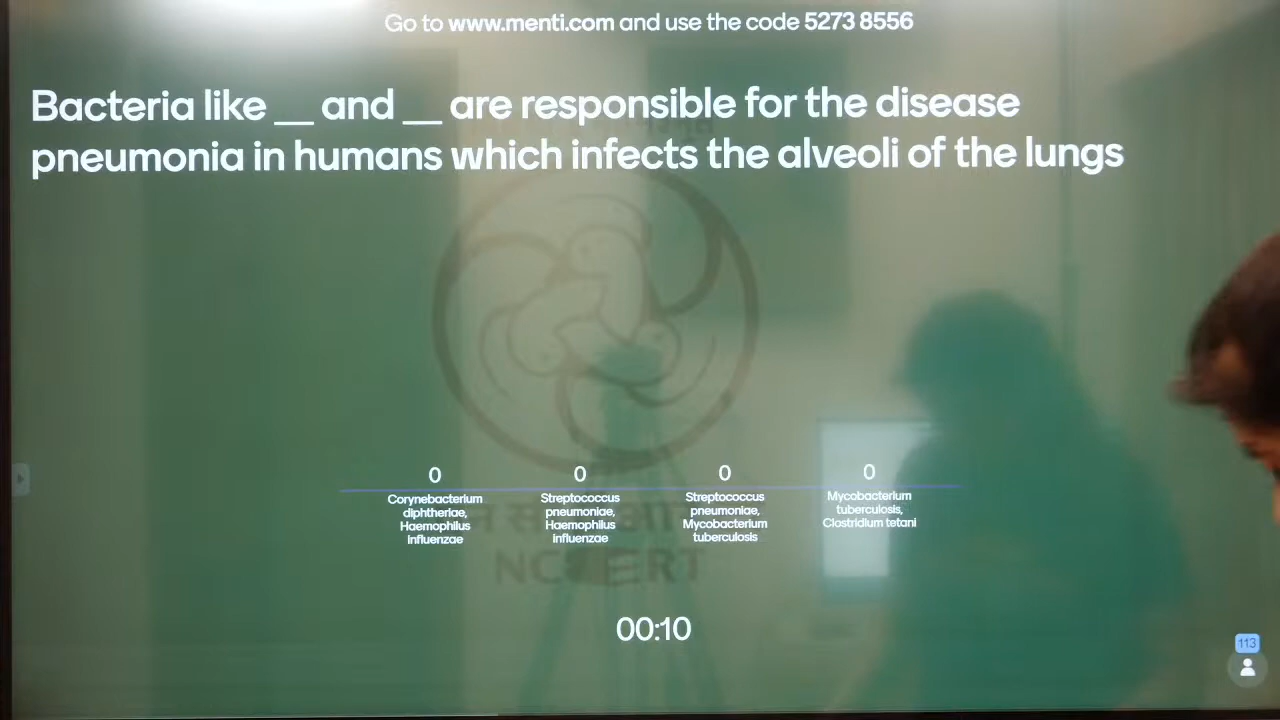 Go to www.menti.com and use the code 5273 8556
Bacteria like __ and __ are responsible for the disease
pneumonia in humans which infects the alveoli of the lungs
0
0
0
0
Corynebacterium
diphtheriae,
Haemophilus
influenzae
Streptococcus
pneumoniae,
Haemophilus
influenzae
Streptococcus
pneumoniae,
Mycobacterium
tuberculosis
Mycobacterium
tuberculosis,
Clostridium tetani
NCERT
00:10
113